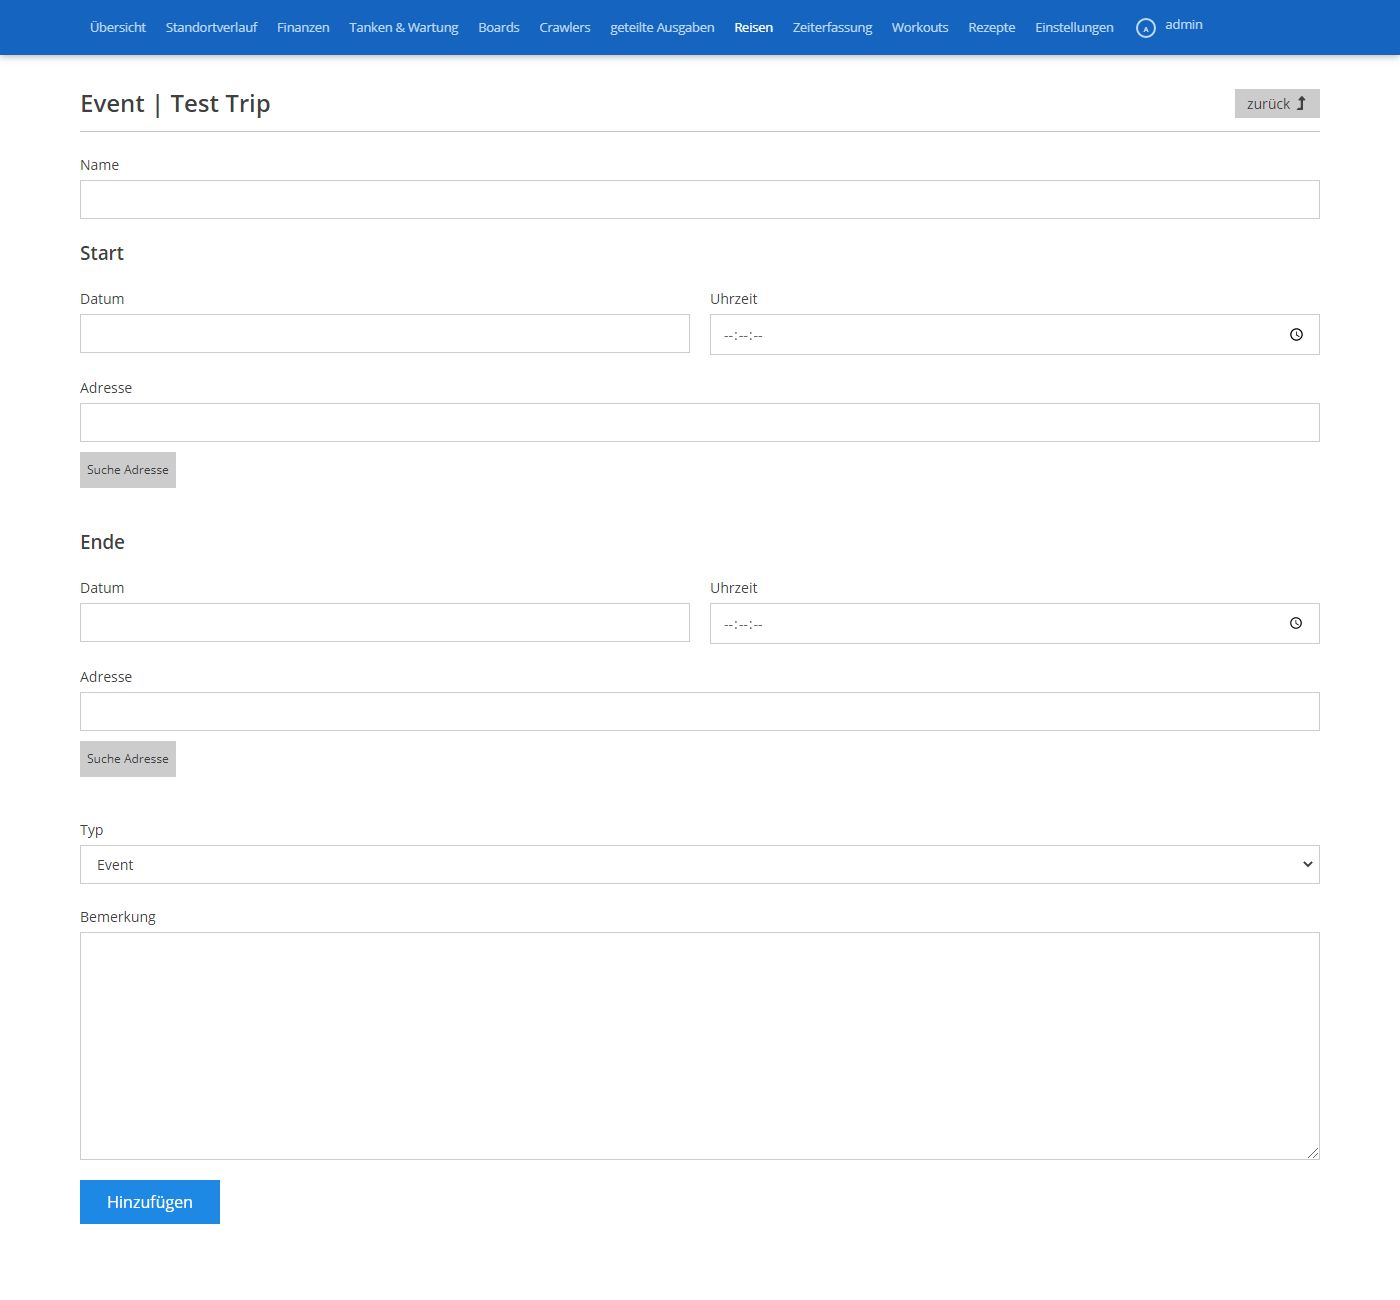 Übersicht Standortverlauf Finanzen Tanken & Wartung Boards Crawlers geteilte Ausgaben Reisen Zeiterfassung Workouts Rezepte Einstellungen A admin
Event | Test Trip zurück
Name
Start
Datum Uhrzeit
--:--:--
Adresse
Suche Adresse
Ende
Datum Uhrzeit
--:--:--
Adresse
Suche Adresse
Typ
Event
Bemerkung
Hinzufügen